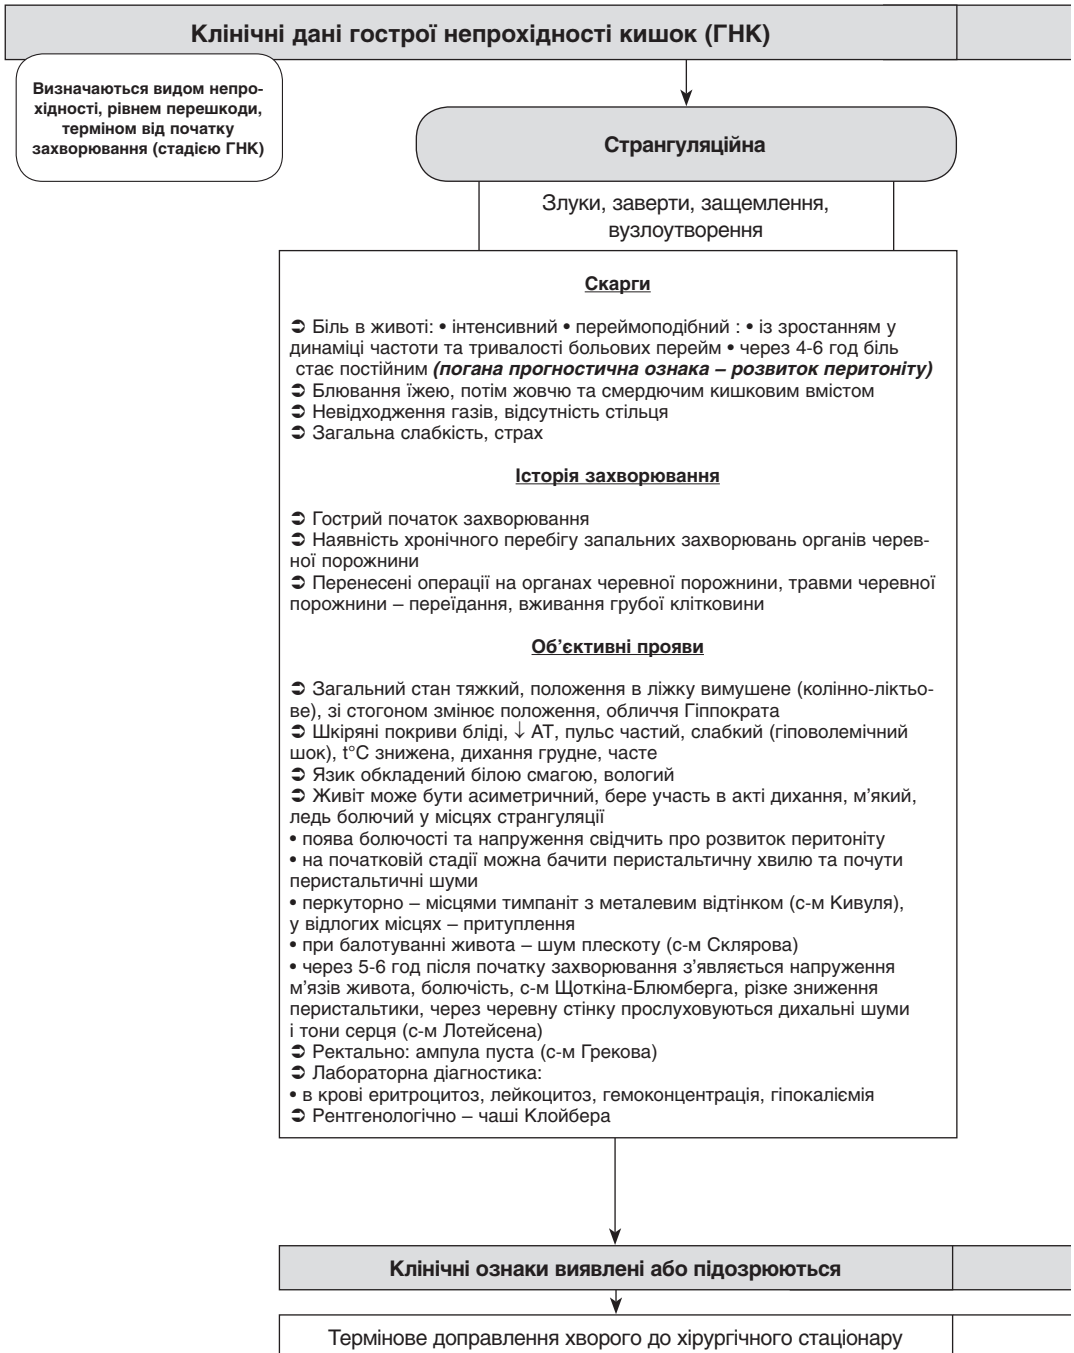 Клінічні дані гострої непрохідності кишок (ГНК)
Визначаються видом непро-
хідності, рівнем перешкоди,
терміном від початку
захворювання (стадією ГНК)
Странгуляційна
Злуки, заверти, защемлення,
вузлоутворення
Скарги
➲ Біль в животі: • інтенсивний • переймоподібний : • із зростанням у
динаміці частоти та тривалості больових перейм • через 4-6 год біль
стає постійним (погана прогностична ознака – розвиток перитоніту)
➲ Блювання їжею, потім жовчю та смердючим кишковим вмістом
➲ Невідходження газів, відсутність стільця
➲ Загальна слабкість, страх
Історія захворювання
➲ Гострий початок захворювання
➲ Наявність хронічного перебігу запальних захворювань органів черев-
ної порожнини
➲ Перенесені операції на органах черевної порожнини, травми черевної
порожнини – переїдання, вживання грубої клітковини
Об’єктивні прояви
➲ Загальний стан тяжкий, положення в ліжку вимушене (колінно-ліктьо-
ве), зі стогоном змінює положення, обличчя Гіппократа
➲ Шкіряні покриви бліді, ↓ АТ, пульс частий, слабкий (гіповолемічний
шок), t°С знижена, дихання грудне, часте
➲ Язик обкладений білою смагою, вологий
➲ Живіт може бути асиметричний, бере участь в акті дихання, м’який,
ледь болючий у місцях странгуляції
• поява болючості та напруження свідчить про розвиток перитоніту
• на початковій стадії можна бачити перистальтичну хвилю та почути
перистальтичні шуми
• перкуторно – місцями тимпаніт з металевим відтінком (с-м Кивуля),
у відлогих місцях – притуплення
• при балотуванні живота – шум плескоту (с-м Склярова)
• через 5-6 год після початку захворювання з’являється напруження
м’язів живота, болючість, с-м Щоткіна-Блюмберга, різке зниження
перистальтики, через черевну стінку прослуховуються дихальні шуми
і тони серця (с-м Лотейсена)
➲ Ректально: ампула пуста (с-м Грекова)
➲ Лабораторна діагностика:
• в крові еритроцитоз, лейкоцитоз, гемоконцентрація, гіпокаліємія
➲ Рентгенологічно – чаші Клойбера
Клінічні ознаки виявлені або підозрюються
Термінове доправлення хворого до хірургічного стаціонару